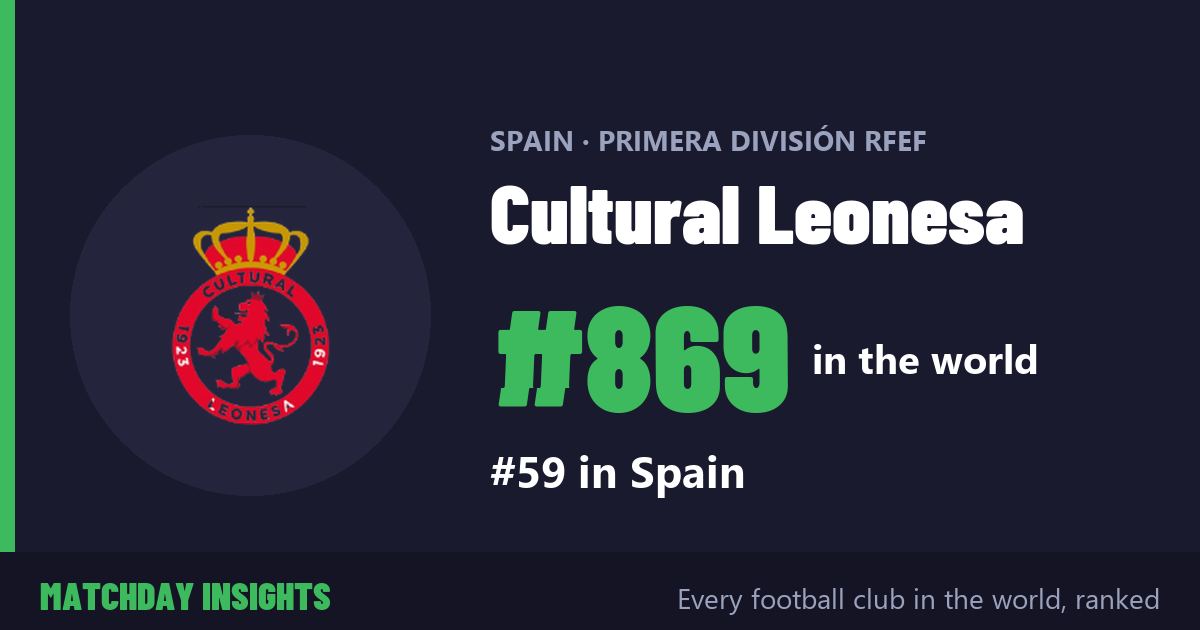 SPAIN · PRIMERA DIVISIÓN RFEF
Cultural Leonesa
#869 in the world
#59 in Spain
CULTURAL
1923 1923
LEONESA
MATCHDAY INSIGHTS
Every football club in the world, ranked